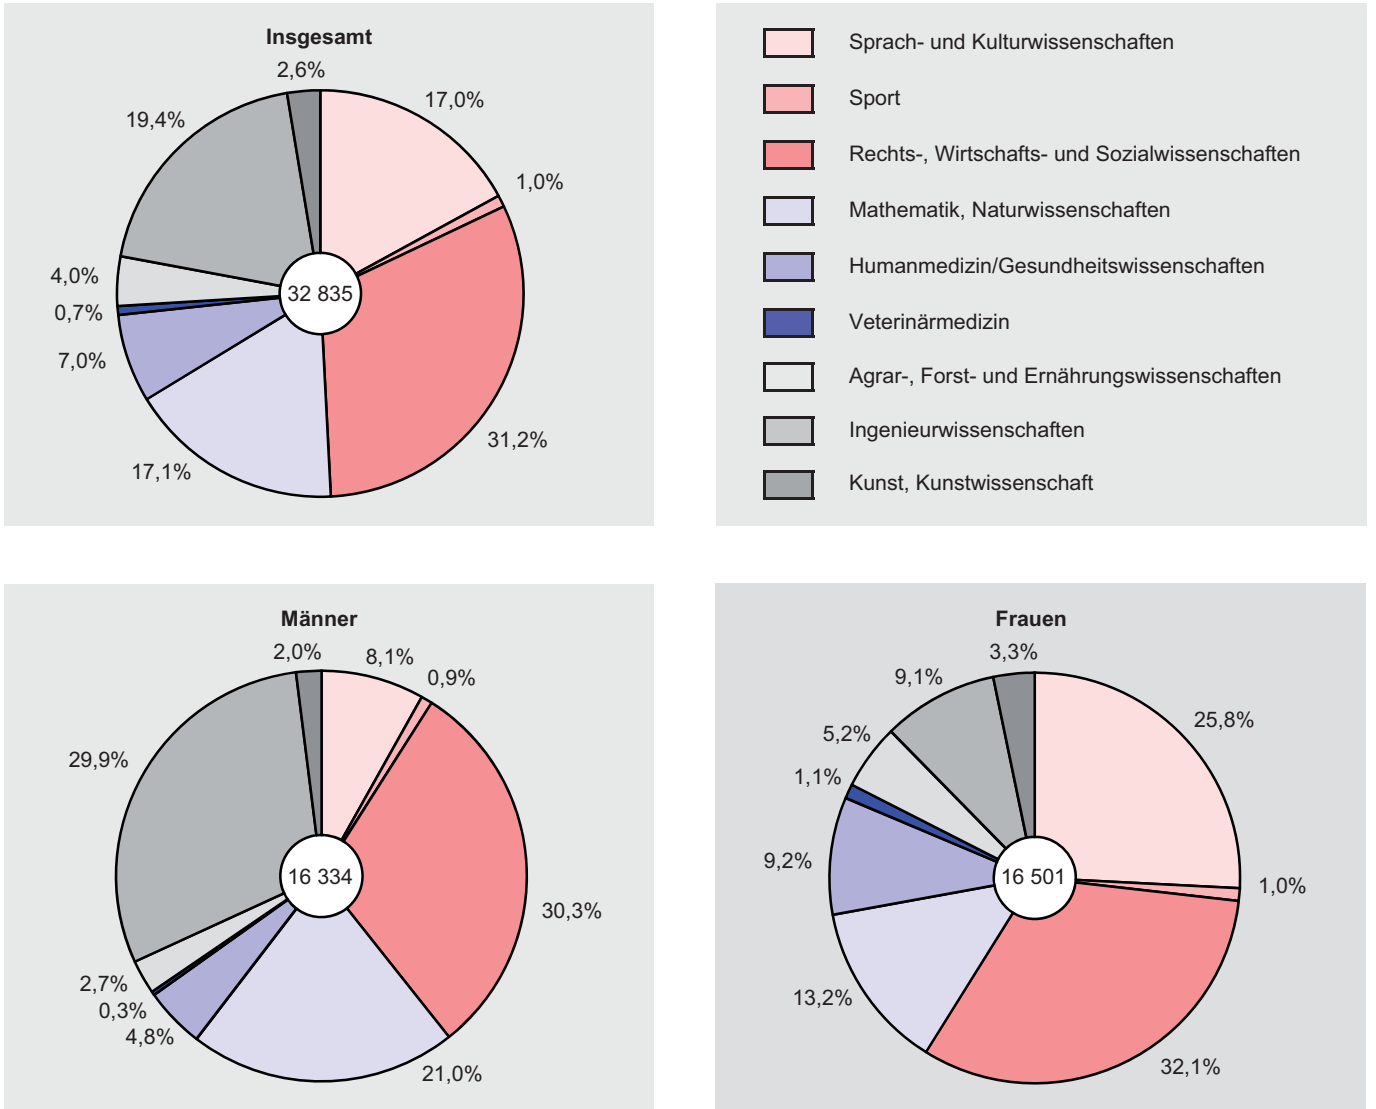 Insgesamt
2,6%
17,0%
19,4%
1,0%
4,0%
32 835
0,7%
7,0%
31,2%
17,1%
Sprach- und Kulturwissenschaften
Sport
Rechts-, Wirtschafts- und Sozialwissenschaften
Mathematik, Naturwissenschaften
Humanmedizin/Gesundheitswissenschaften
Veterinärmedizin
Agrar-, Forst- und Ernährungswissenschaften
Ingenieurwissenschaften
Kunst, Kunstwissenschaft
Männer
2,0%
8,1%
0,9%
29,9%
16 334
30,3%
2,7%
0,3%
4,8%
21,0%
Frauen
3,3%
9,1%
25,8%
5,2%
1,1%
9,2%
16 501
1,0%
13,2%
32,1%